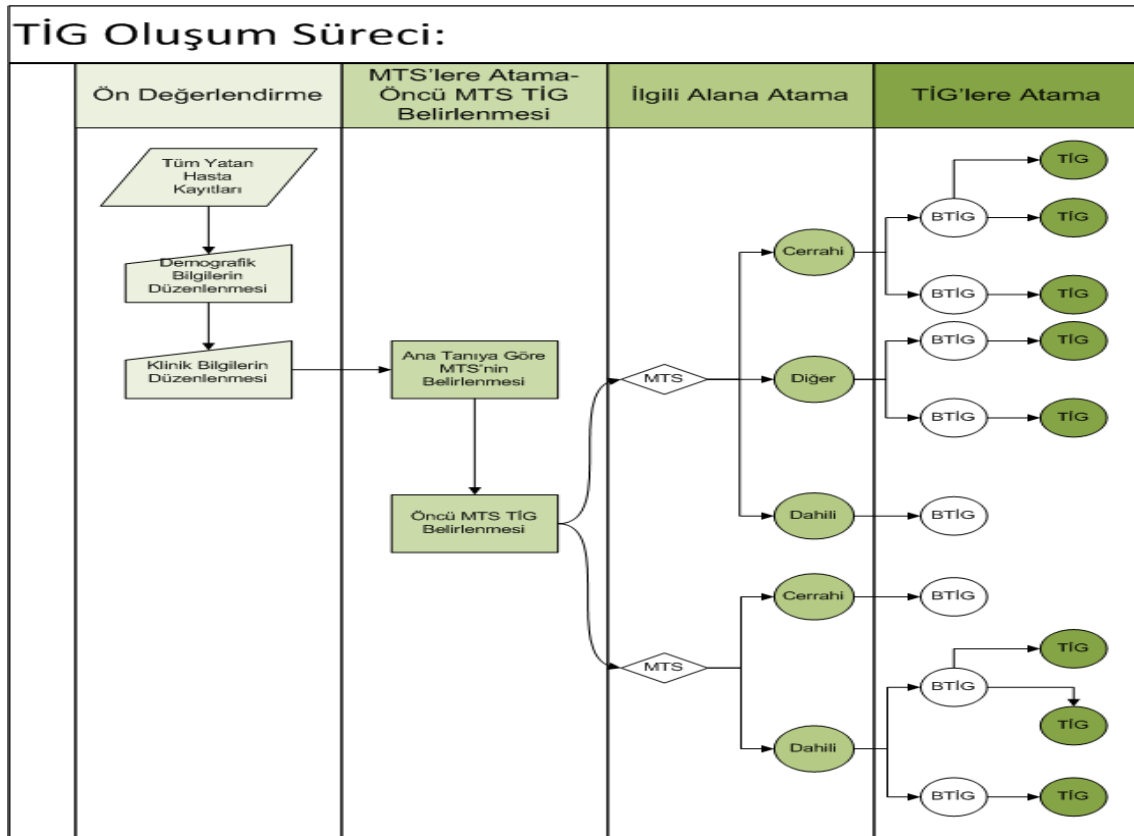 TİG Oluşum Süreci:
Ön Değerlendirme
MTS'lere Atama-
Öncü MTS TİG
Belirlenmesi
İlgili Alana Atama
TİG'lere Atama
Tüm Yatan
Hasta
Kayıtları
Demografik
Bilgilerin
Düzenlenmesi
Klinik Bilgilerin
Düzenlenmesi
Ana Tanıya Göre
MTS'nin
Belirlenmesi
Öncü MTS TİG
Belirlenmesi
MTS
MTS
Cerrahi
Diğer
Dahili
Cerrahi
Dahili
TİG
BTİG
TİG
BTİG
TİG
BTİG
TİG
BTİG
TİG
BTİG
BTİG
TİG
BTİG
TİG
BTİG
TİG